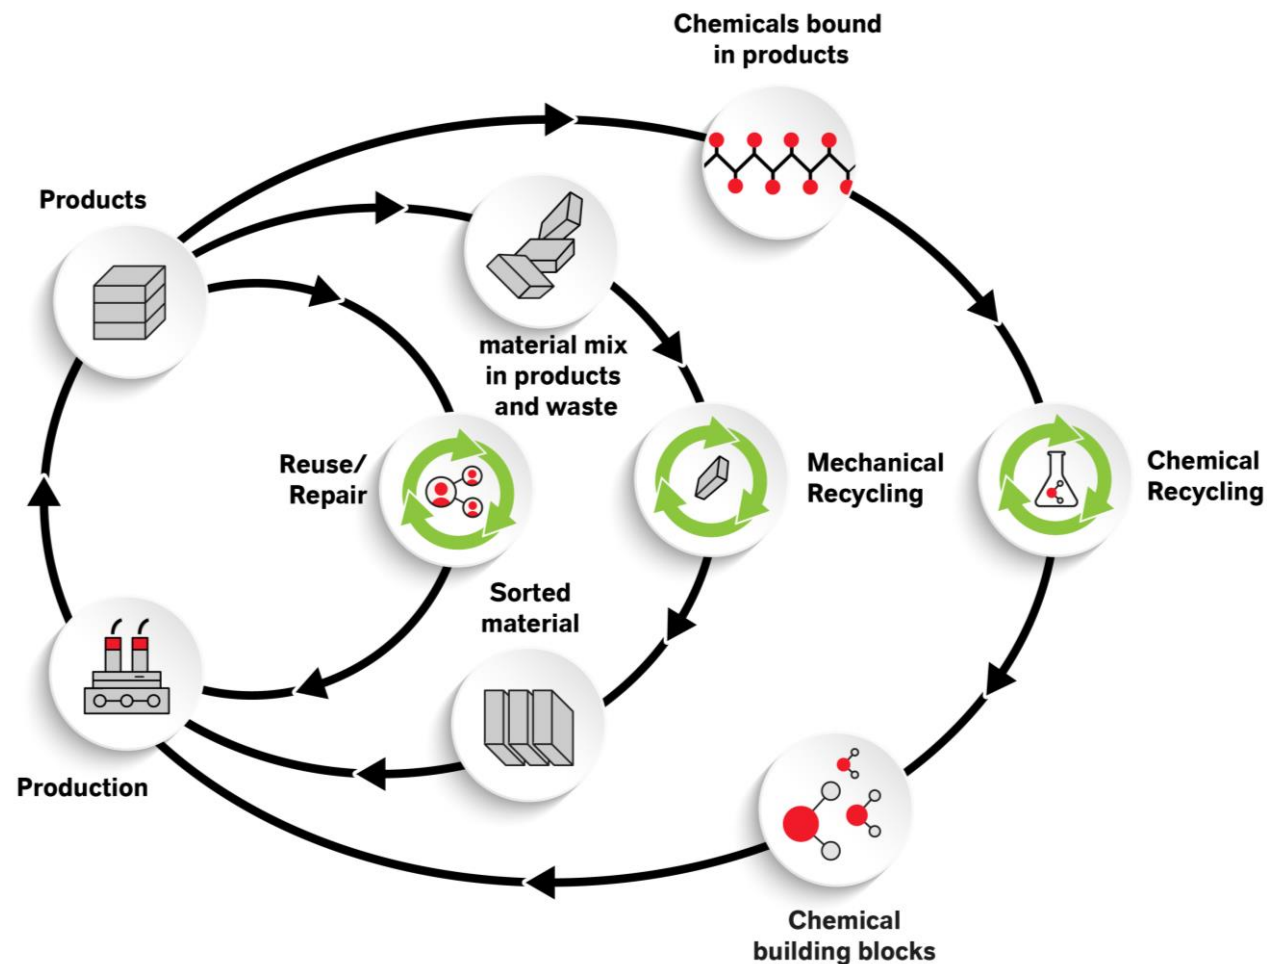 Chemicals bound
in products
Products
material mix
in products
and waste
Reuse/
Repair
Mechanical
Recycling
Chemical
Recycling
Sorted
material
Production
Chemical
building blocks